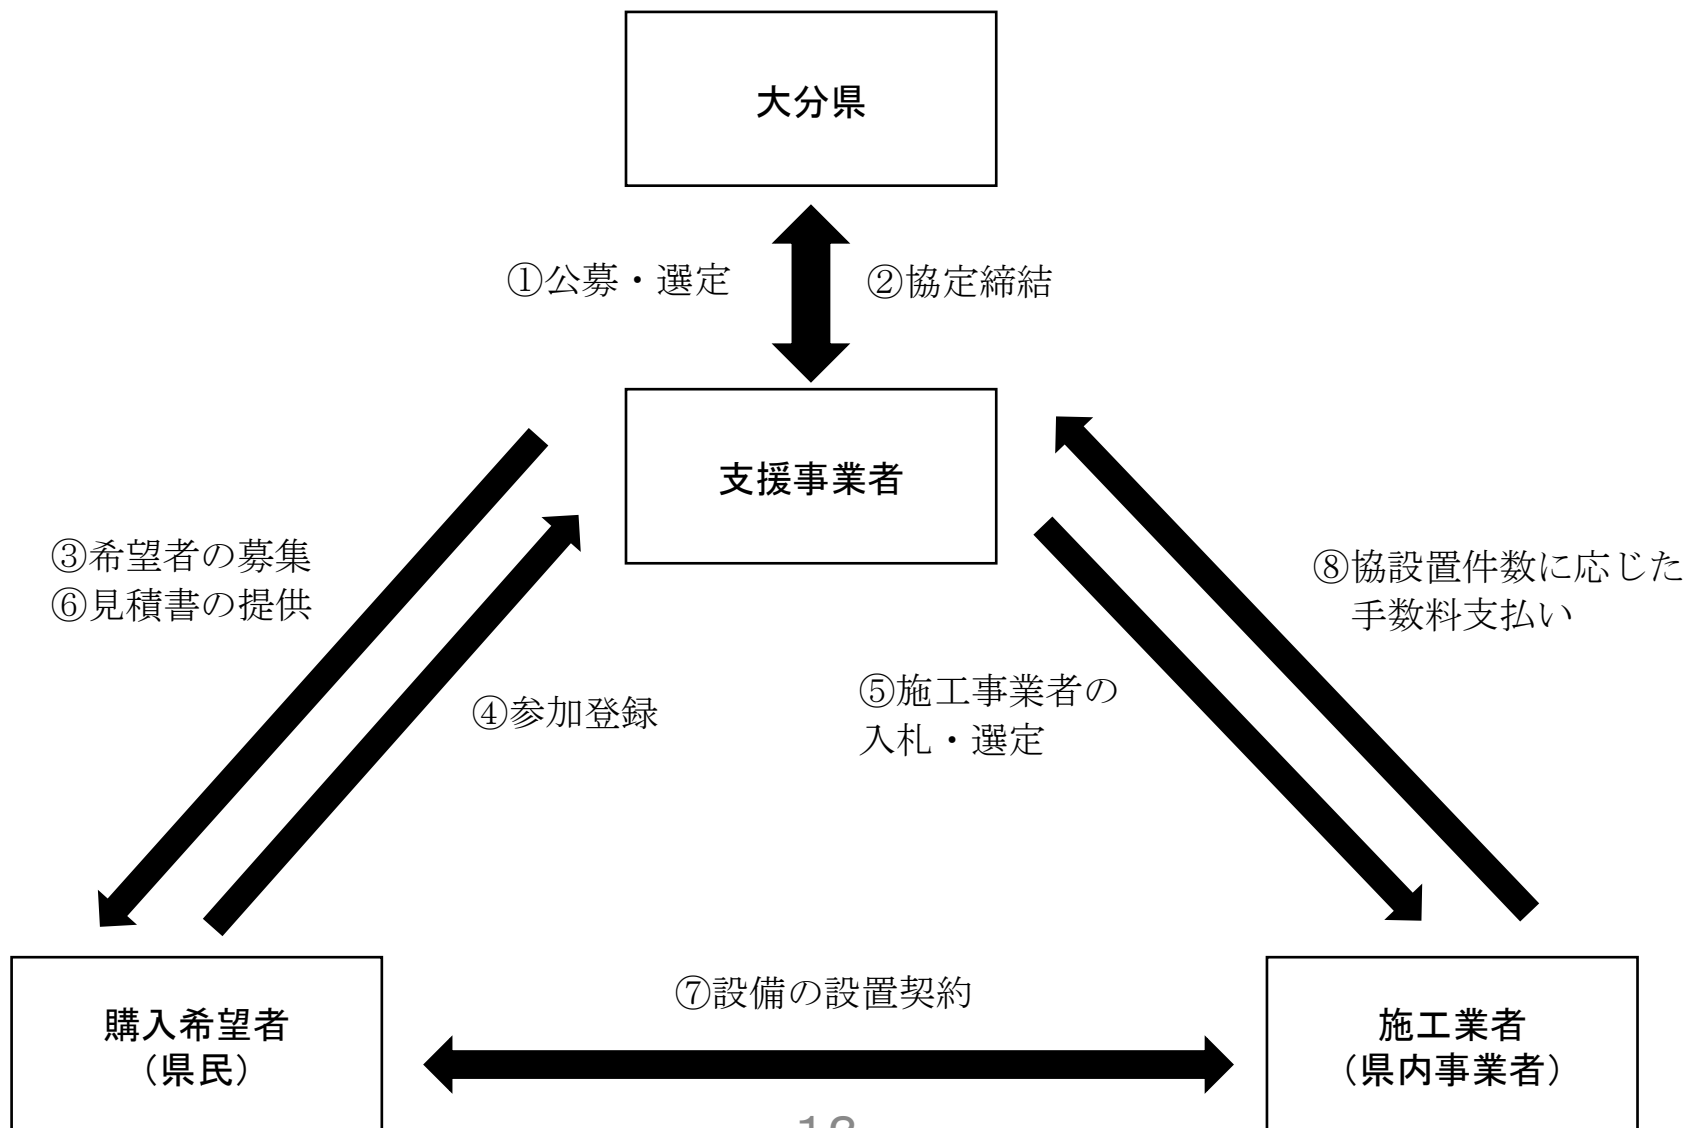 大分県
①公募・選定
②協定締結
支援事業者
③希望者の募集
⑥見積書の提供
④参加登録
⑤施工事業者の
入札・選定
⑧協設置件数に応じた
手数料支払い
⑦設備の設置契約
購入希望者
（県民）
施工業者
（県内事業者）